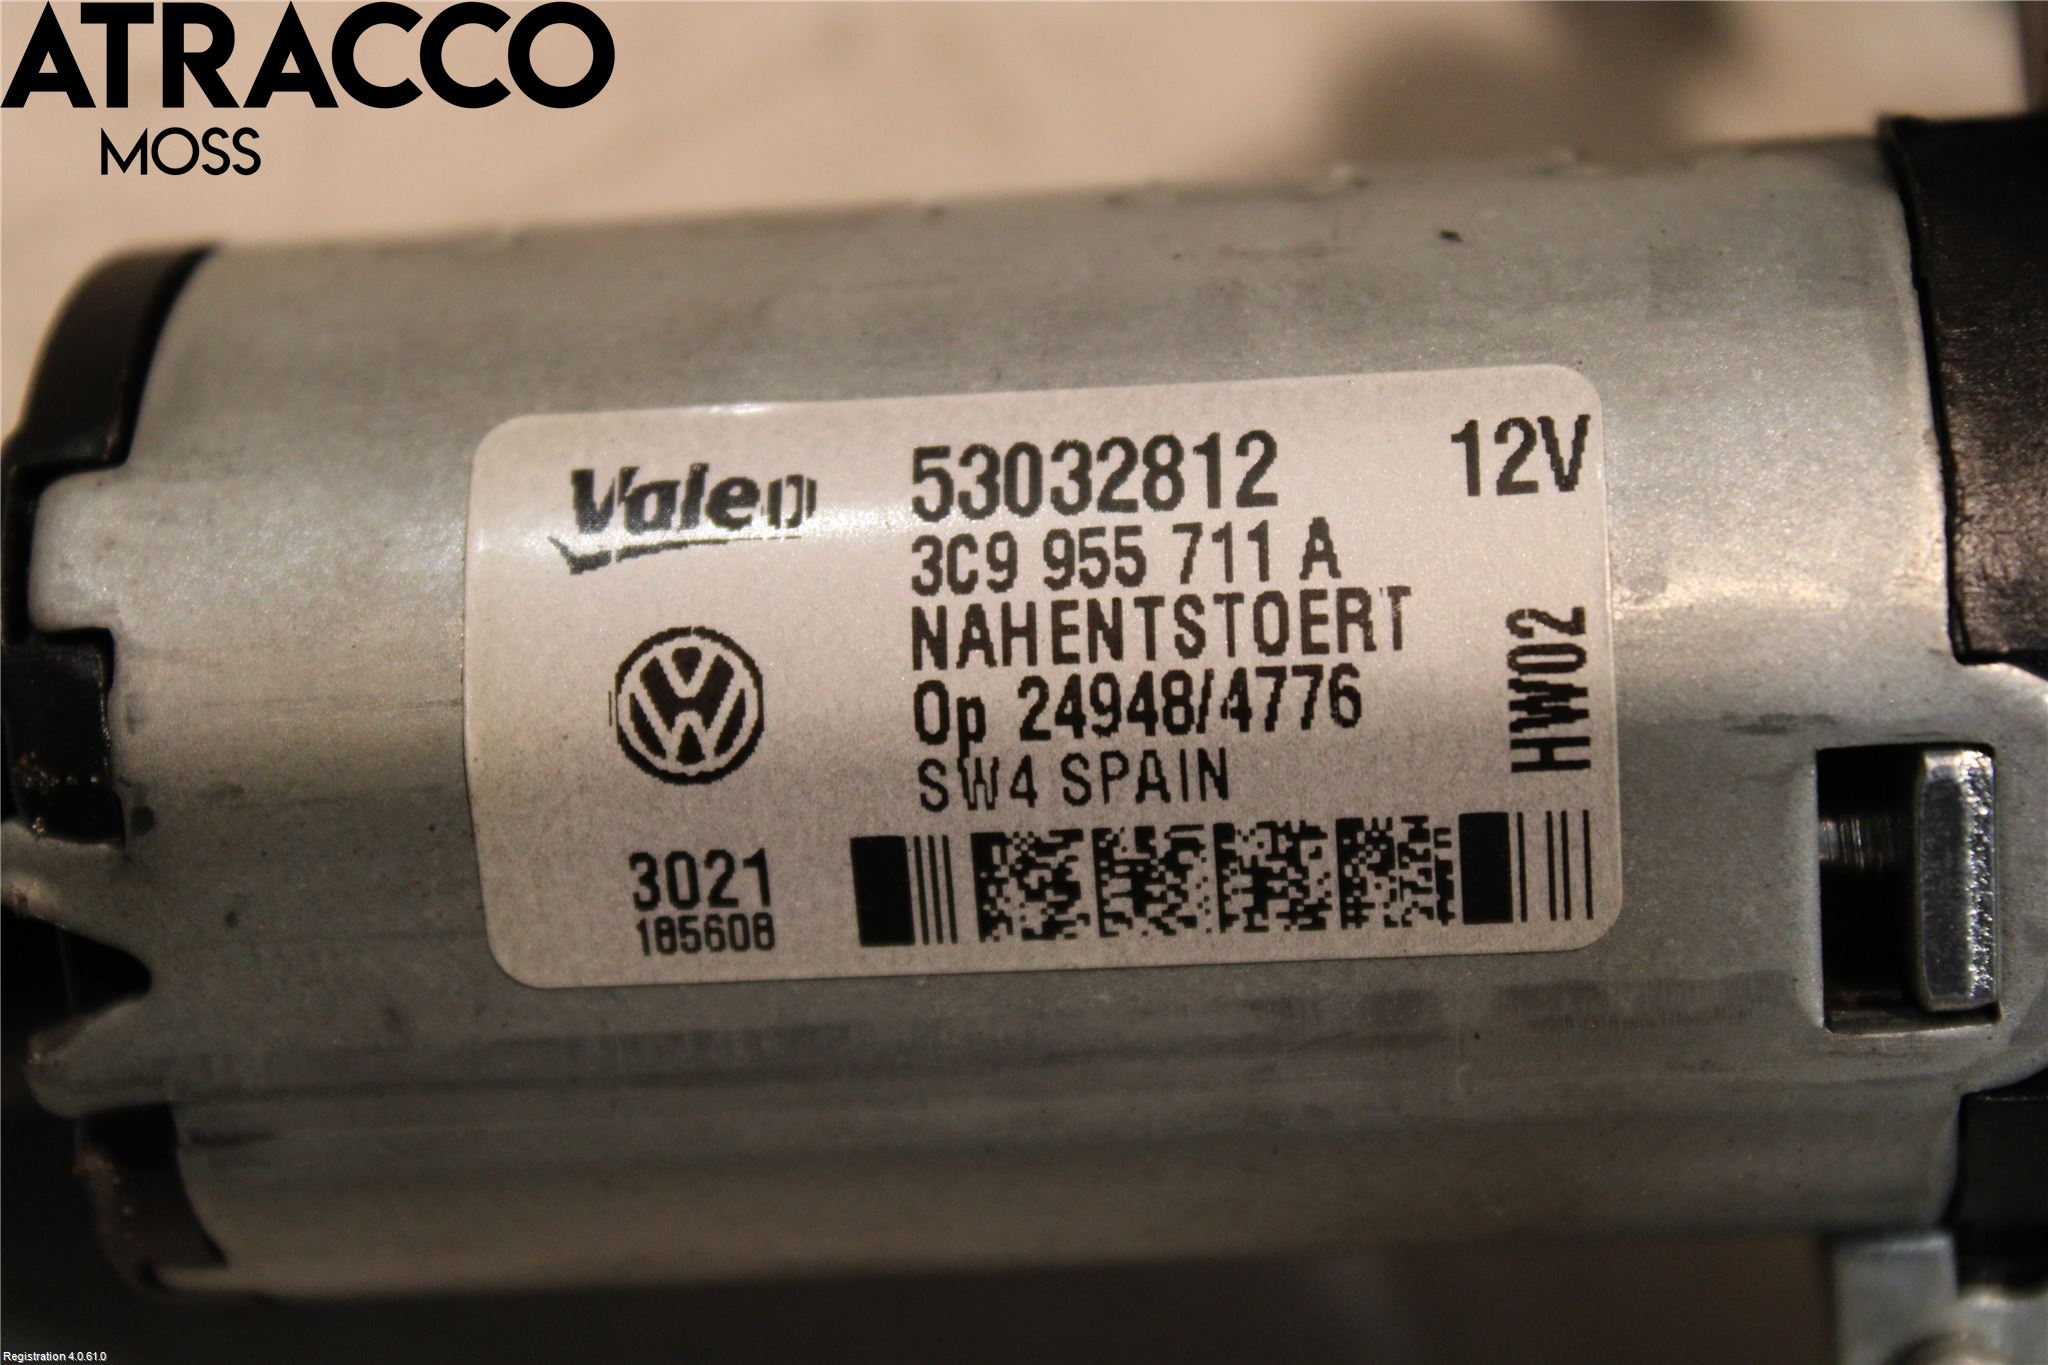 ATRACCO
MOSS
Valeo
53032812
12V
3C9 955 711 A
NAHENTSTOERT
Op 24948/4776
SW4 SPAIN
HW02
3021
185608
Registration 4.0.61.0